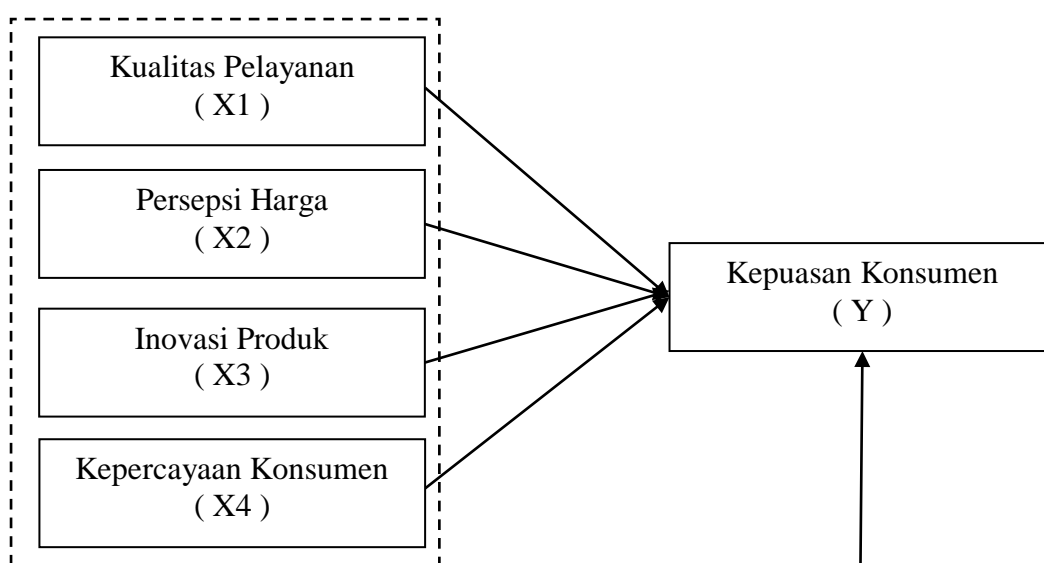 Kualitas Pelayanan
( X1 )
Persepsi Harga
( X2 )
Inovasi Produk
( X3 )
Kepercayaan Konsumen
( X4 )
Kepuasan Konsumen
( Y )